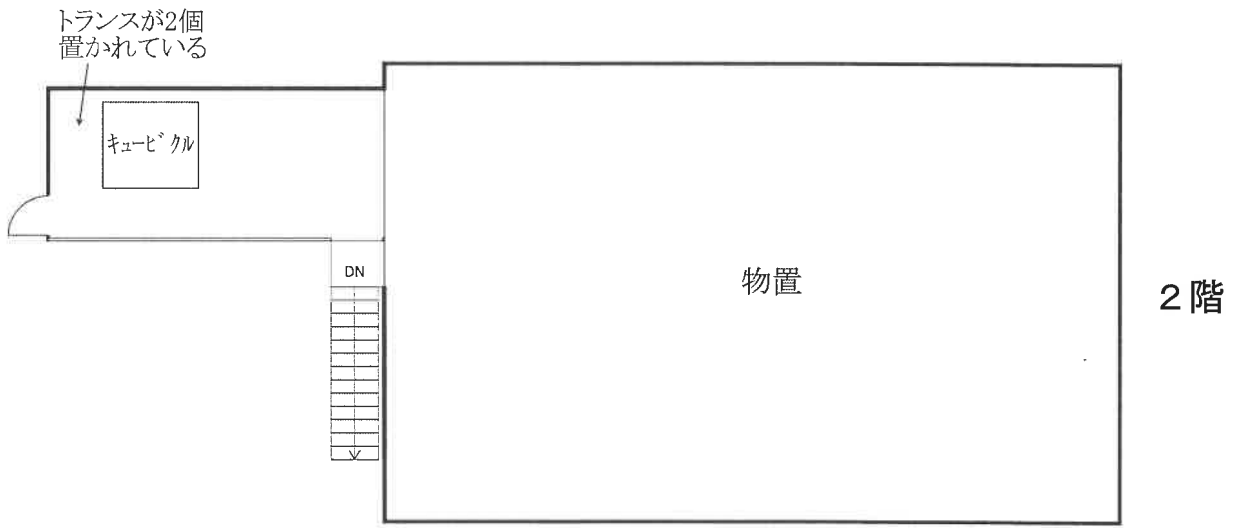 トランスが2個
置かれている
キュービクル
DN
物置
２階